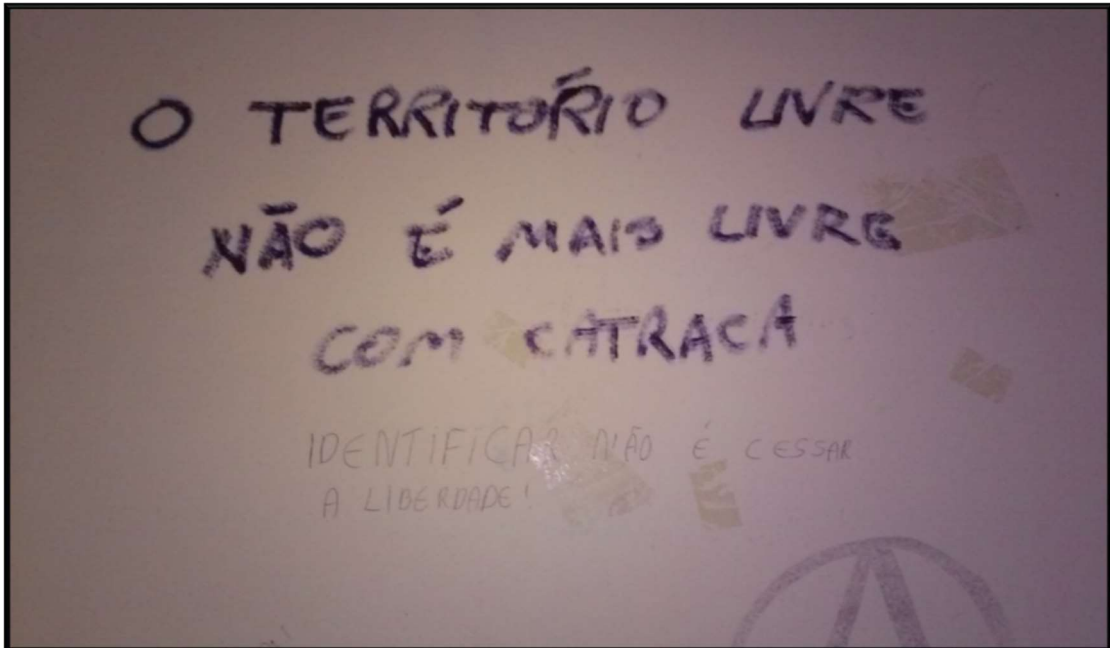 O TERRITÓRIO LIVRE
NÃO É MAIS LIVRE
COM CATRACA
IDENTIFICAR NÃO É CESSAR
A LIBERDADE!